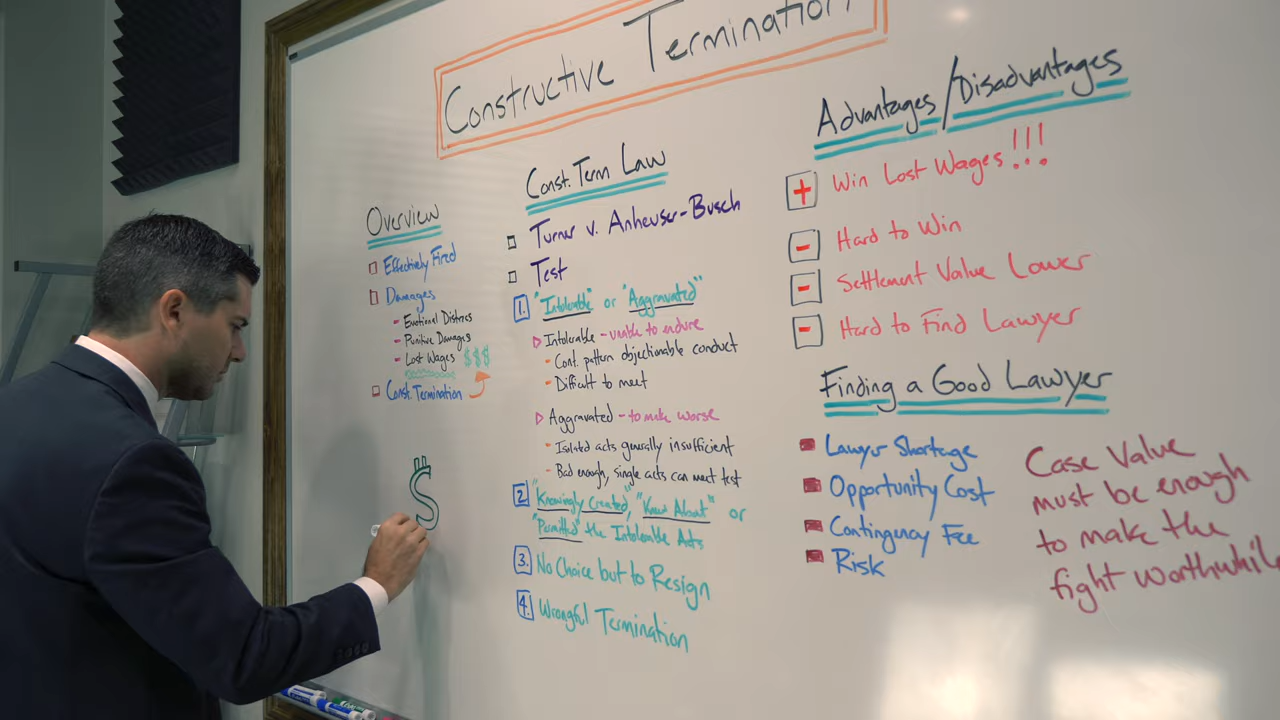 Constructive Termination
Overview
Effectively Fired
Damages
- Emotional Distress
- Punitive Damages
- Lost Wages $$$
Const. Termination
$
Const. Term Law
Turner v. Anheuser-Busch
Test
1. "Intolerable" or "Aggravated"
Intolerable - unable to endure
- Cont. pattern objectionable conduct
- Difficult to meet
Aggravated - to make worse
- Isolated acts generally insufficient
- Bad enough, single acts can meet test
2. "Knowingly Created", "Knew About" or
"Permitted" the Intolerable Acts
3. No Choice but to Resign
4. Wrongful Termination
Advantages/Disadvantages
+ Win Lost Wages!!!
- Hard to Win
- Settlement Value Lower
- Hard to Find Lawyer
Finding a Good Lawyer
Lawyer Shortage
Opportunity Cost
Contingency Fee
Risk
Case Value
must be enough
to make the
fight worthwhil